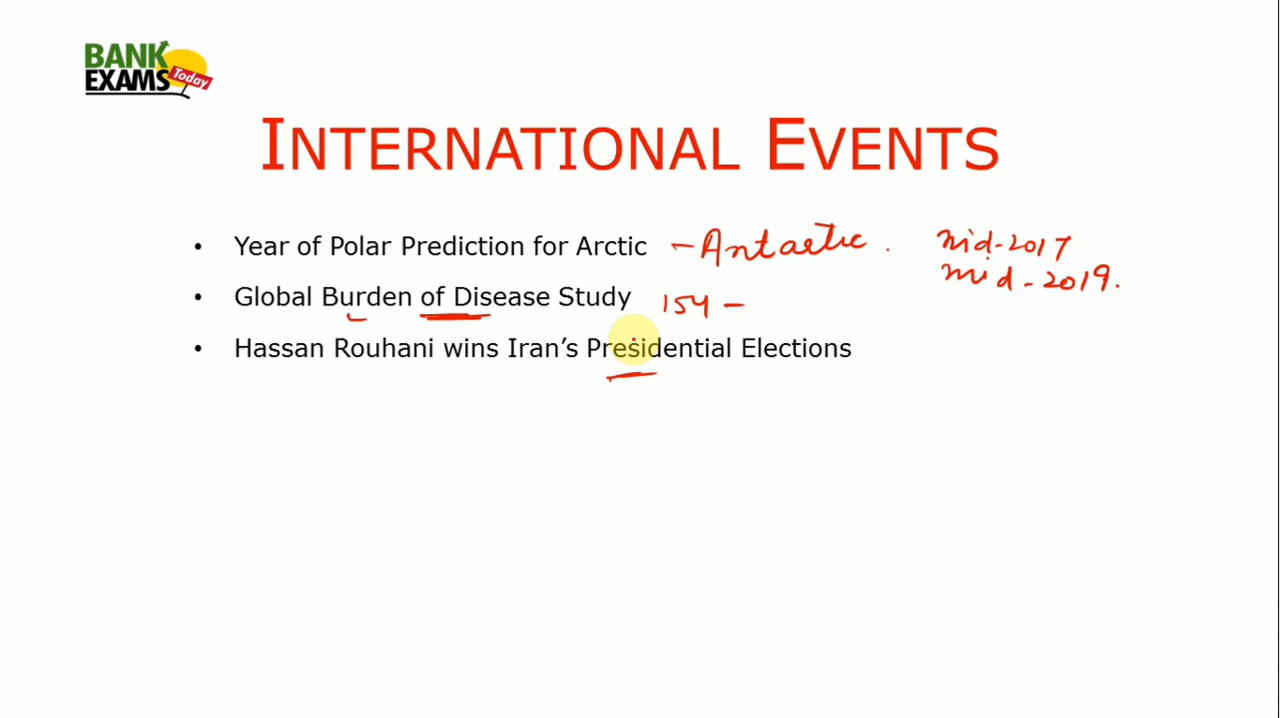 BANK
EXAMS Today
INTERNATIONAL EVENTS
• Year of Polar Prediction for Arctic - Antartic. mid-2017
mid-2019.
• Global Burden of Disease Study 154 -
• Hassan Rouhani wins Iran’s Presidential Elections